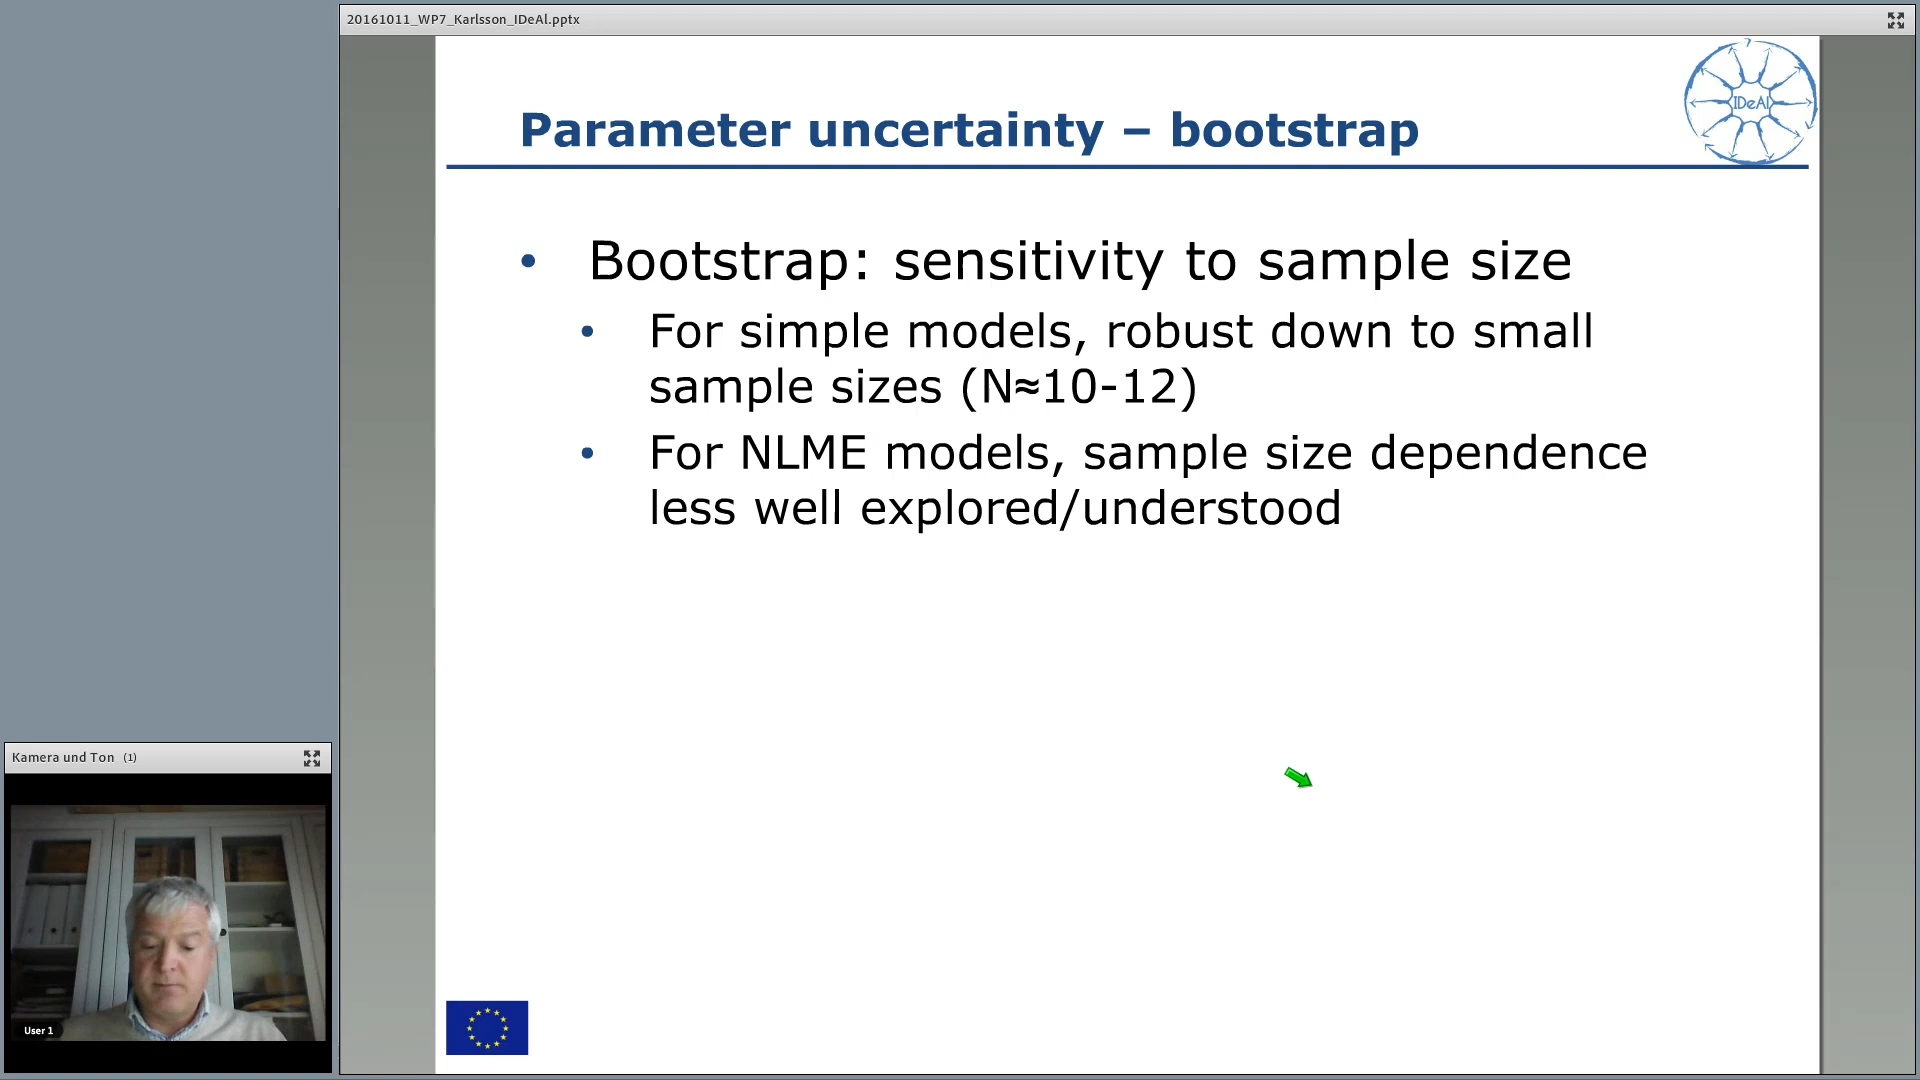 20161011_WP7_Karlsson_IDeAl.pptx
IDeAl
Parameter uncertainty – bootstrap
• Bootstrap: sensitivity to sample size
• For simple models, robust down to small
sample sizes (N≈10-12)
• For NLME models, sample size dependence
less well explored/understood
Kamera und Ton (1)
User 1